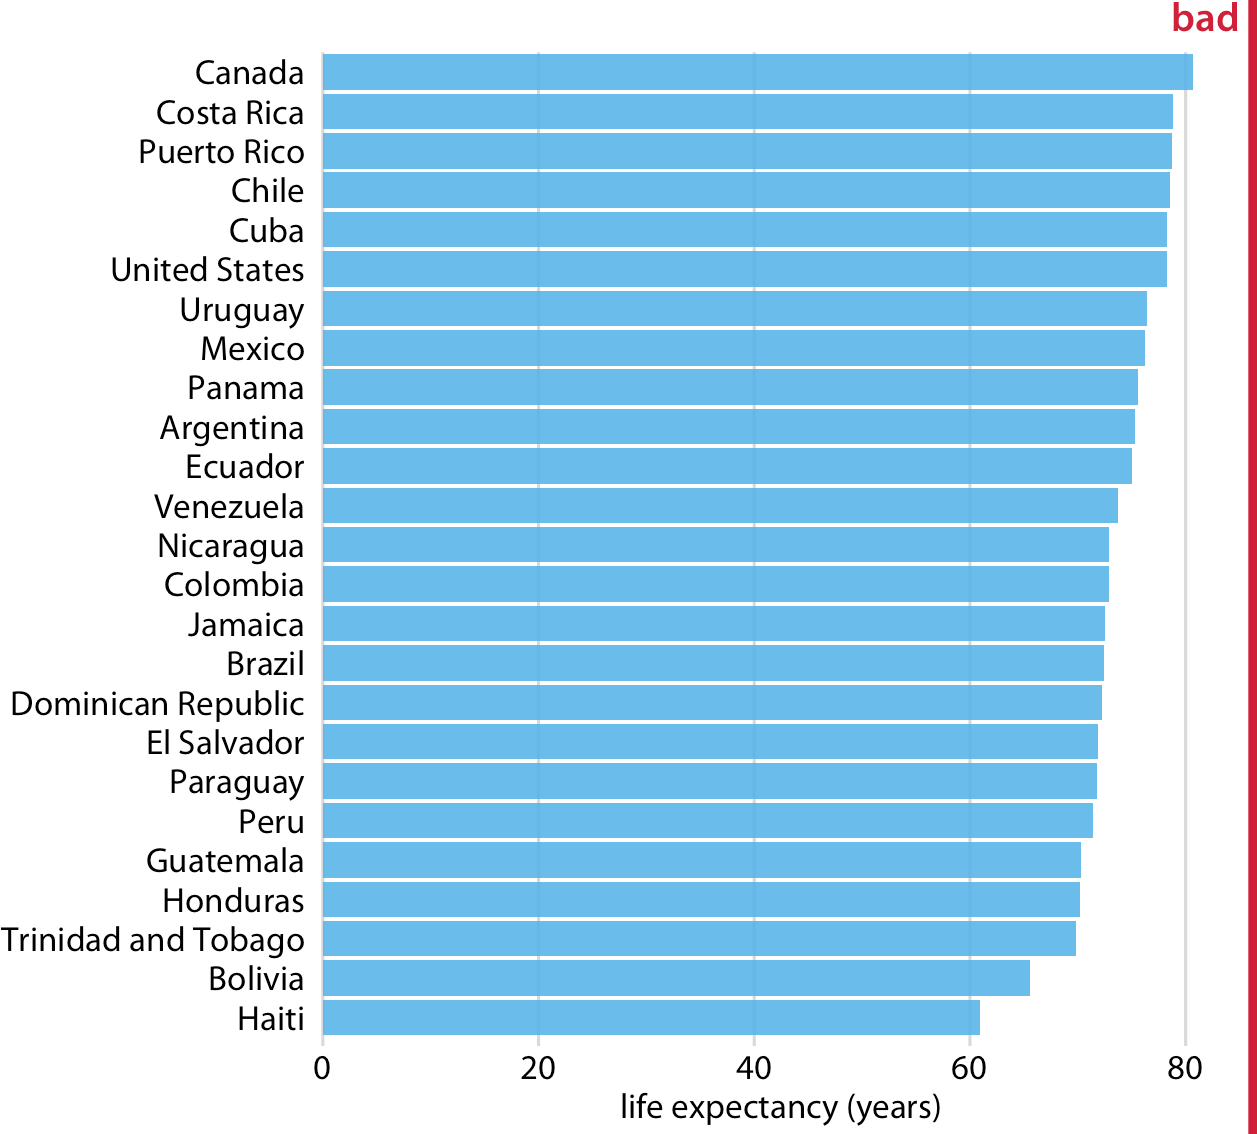 bad
Canada
Costa Rica
Puerto Rico
Chile
Cuba
United States
Uruguay
Mexico
Panama
Argentina
Ecuador
Venezuela
Nicaragua
Colombia
Jamaica
Brazil
Dominican Republic
El Salvador
Paraguay
Peru
Guatemala
Honduras
Trinidad and Tobago
Bolivia
Haiti
0 20 40 60 80
life expectancy (years)